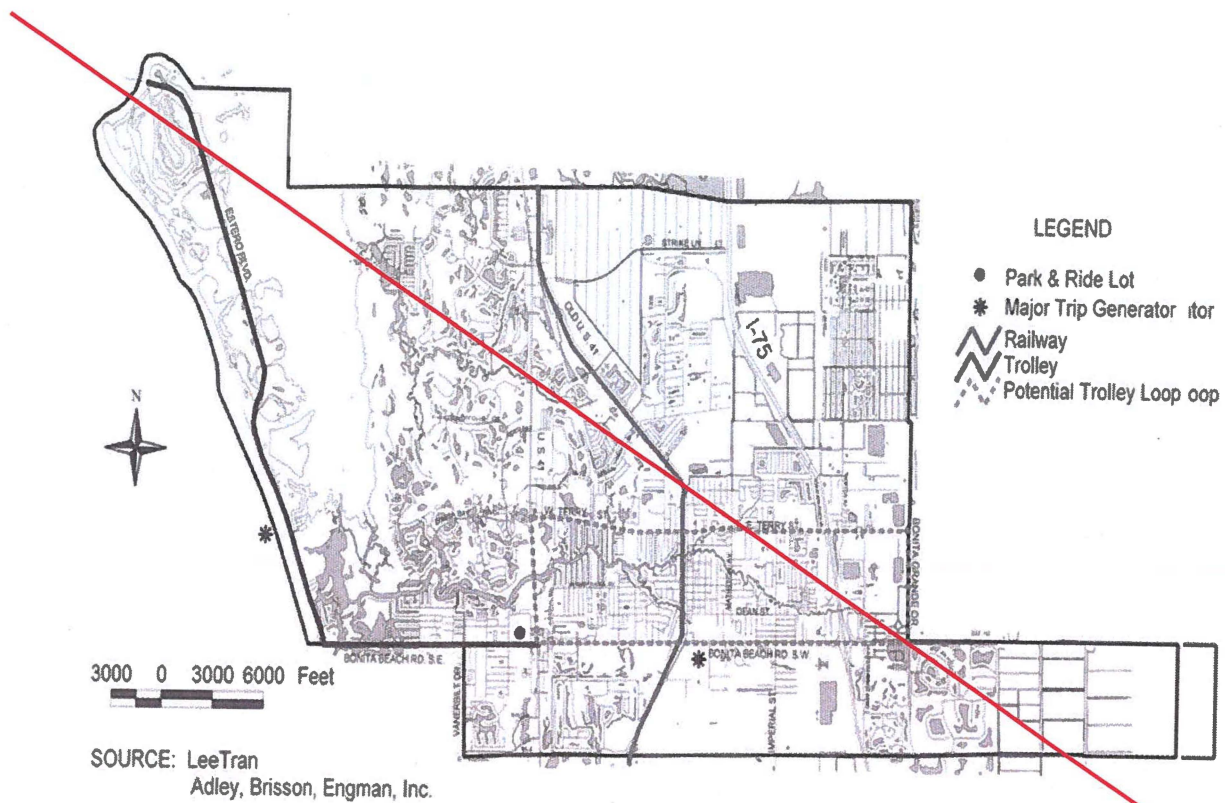 ESTERO BLVD.
STRIKE LN.
LEGEND
Park & Ride Lot
Major Trip Generator itor
Railway
Trolley
Potential Trolley Loop oop
OLD U.S. 41
I-75
N
U S 41
W. TERRY ST.
E. TERRY ST.
BONITA GRANDE DR
DEAN ST.
BONITA BEACH RD. S.E.
BONITA BEACH RD. S.W.
VANERBILT DR
IMPERIAL ST.
3000 0 3000 6000 Feet
SOURCE: LeeTran
Adley, Brisson, Engman, Inc.